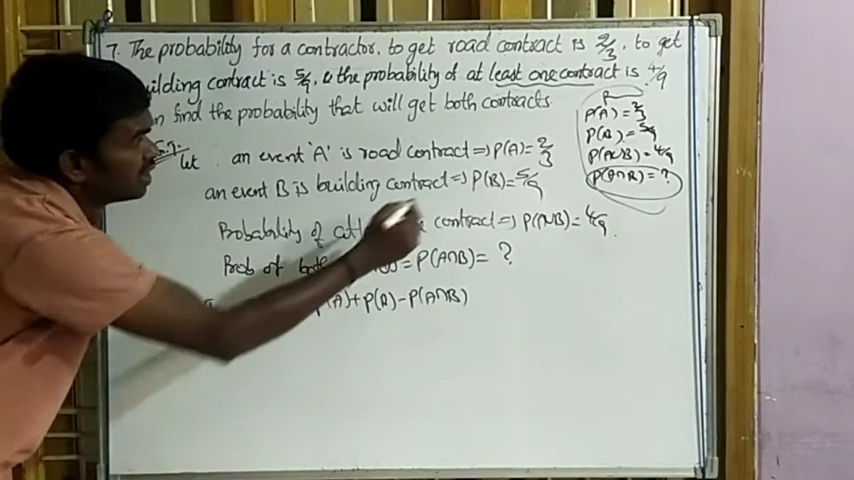 7. The probability for a contractor. to get road contract is 2/3. to get
ilding contract is 5/9. & the probability of at least one contract is. 4/9
n find the probability that will get both contracts.
Let . an event 'A' is road contract => P(A) = 2/3
an event B is building contract => P(B) = 5/9
Probability of contract => P(A∪B) = 4/9.
Prob of = P(A∩B) = ?
P(A) + P(B) - P(A∩B)
P(A) = 2/3
P(B) = 5/9
P(A∪B) = 4/9
P(A∩B) = ?